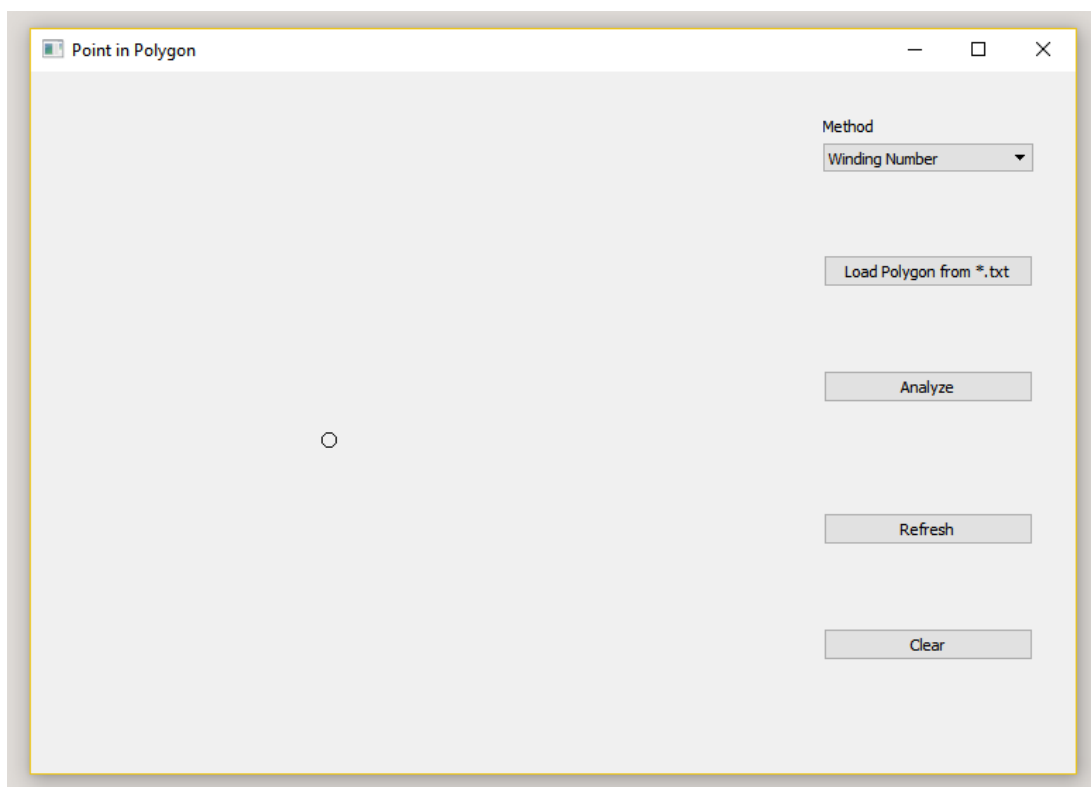 Point in Polygon
Method
Winding Number
Load Polygon from *.txt
Analyze
Refresh
Clear